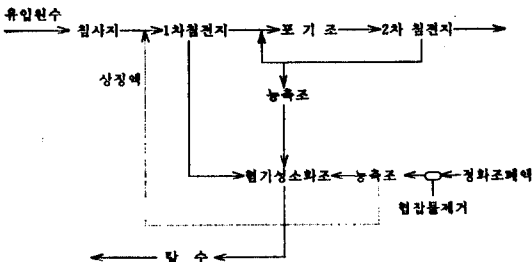 유입원수
침사지 1차침전지 포 기 조 2차 침전지
상징액
농축조
혐기성소화조 농축조 정화조폐액
협잡물제거
탈 수